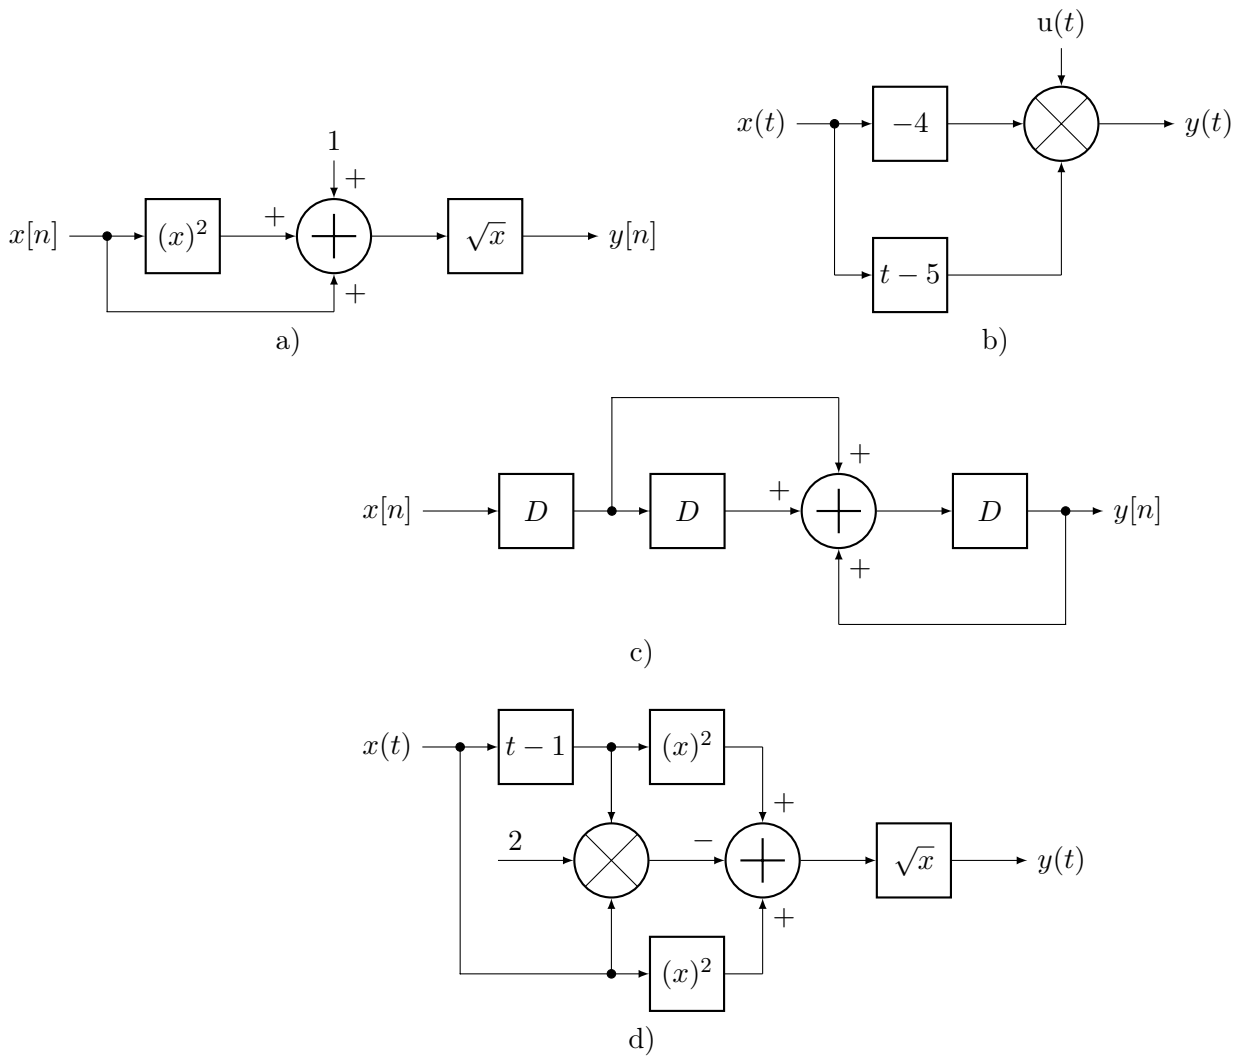 1
+
x[n] (x)² + y[n]
√x
+
a)
u(t)
x(t) −4 y(t)
t − 5
b)
+
x[n] D D + D y[n]
+
c)
x(t) t − 1 (x)²
+
2 − √x y(t)
+
(x)²
d)